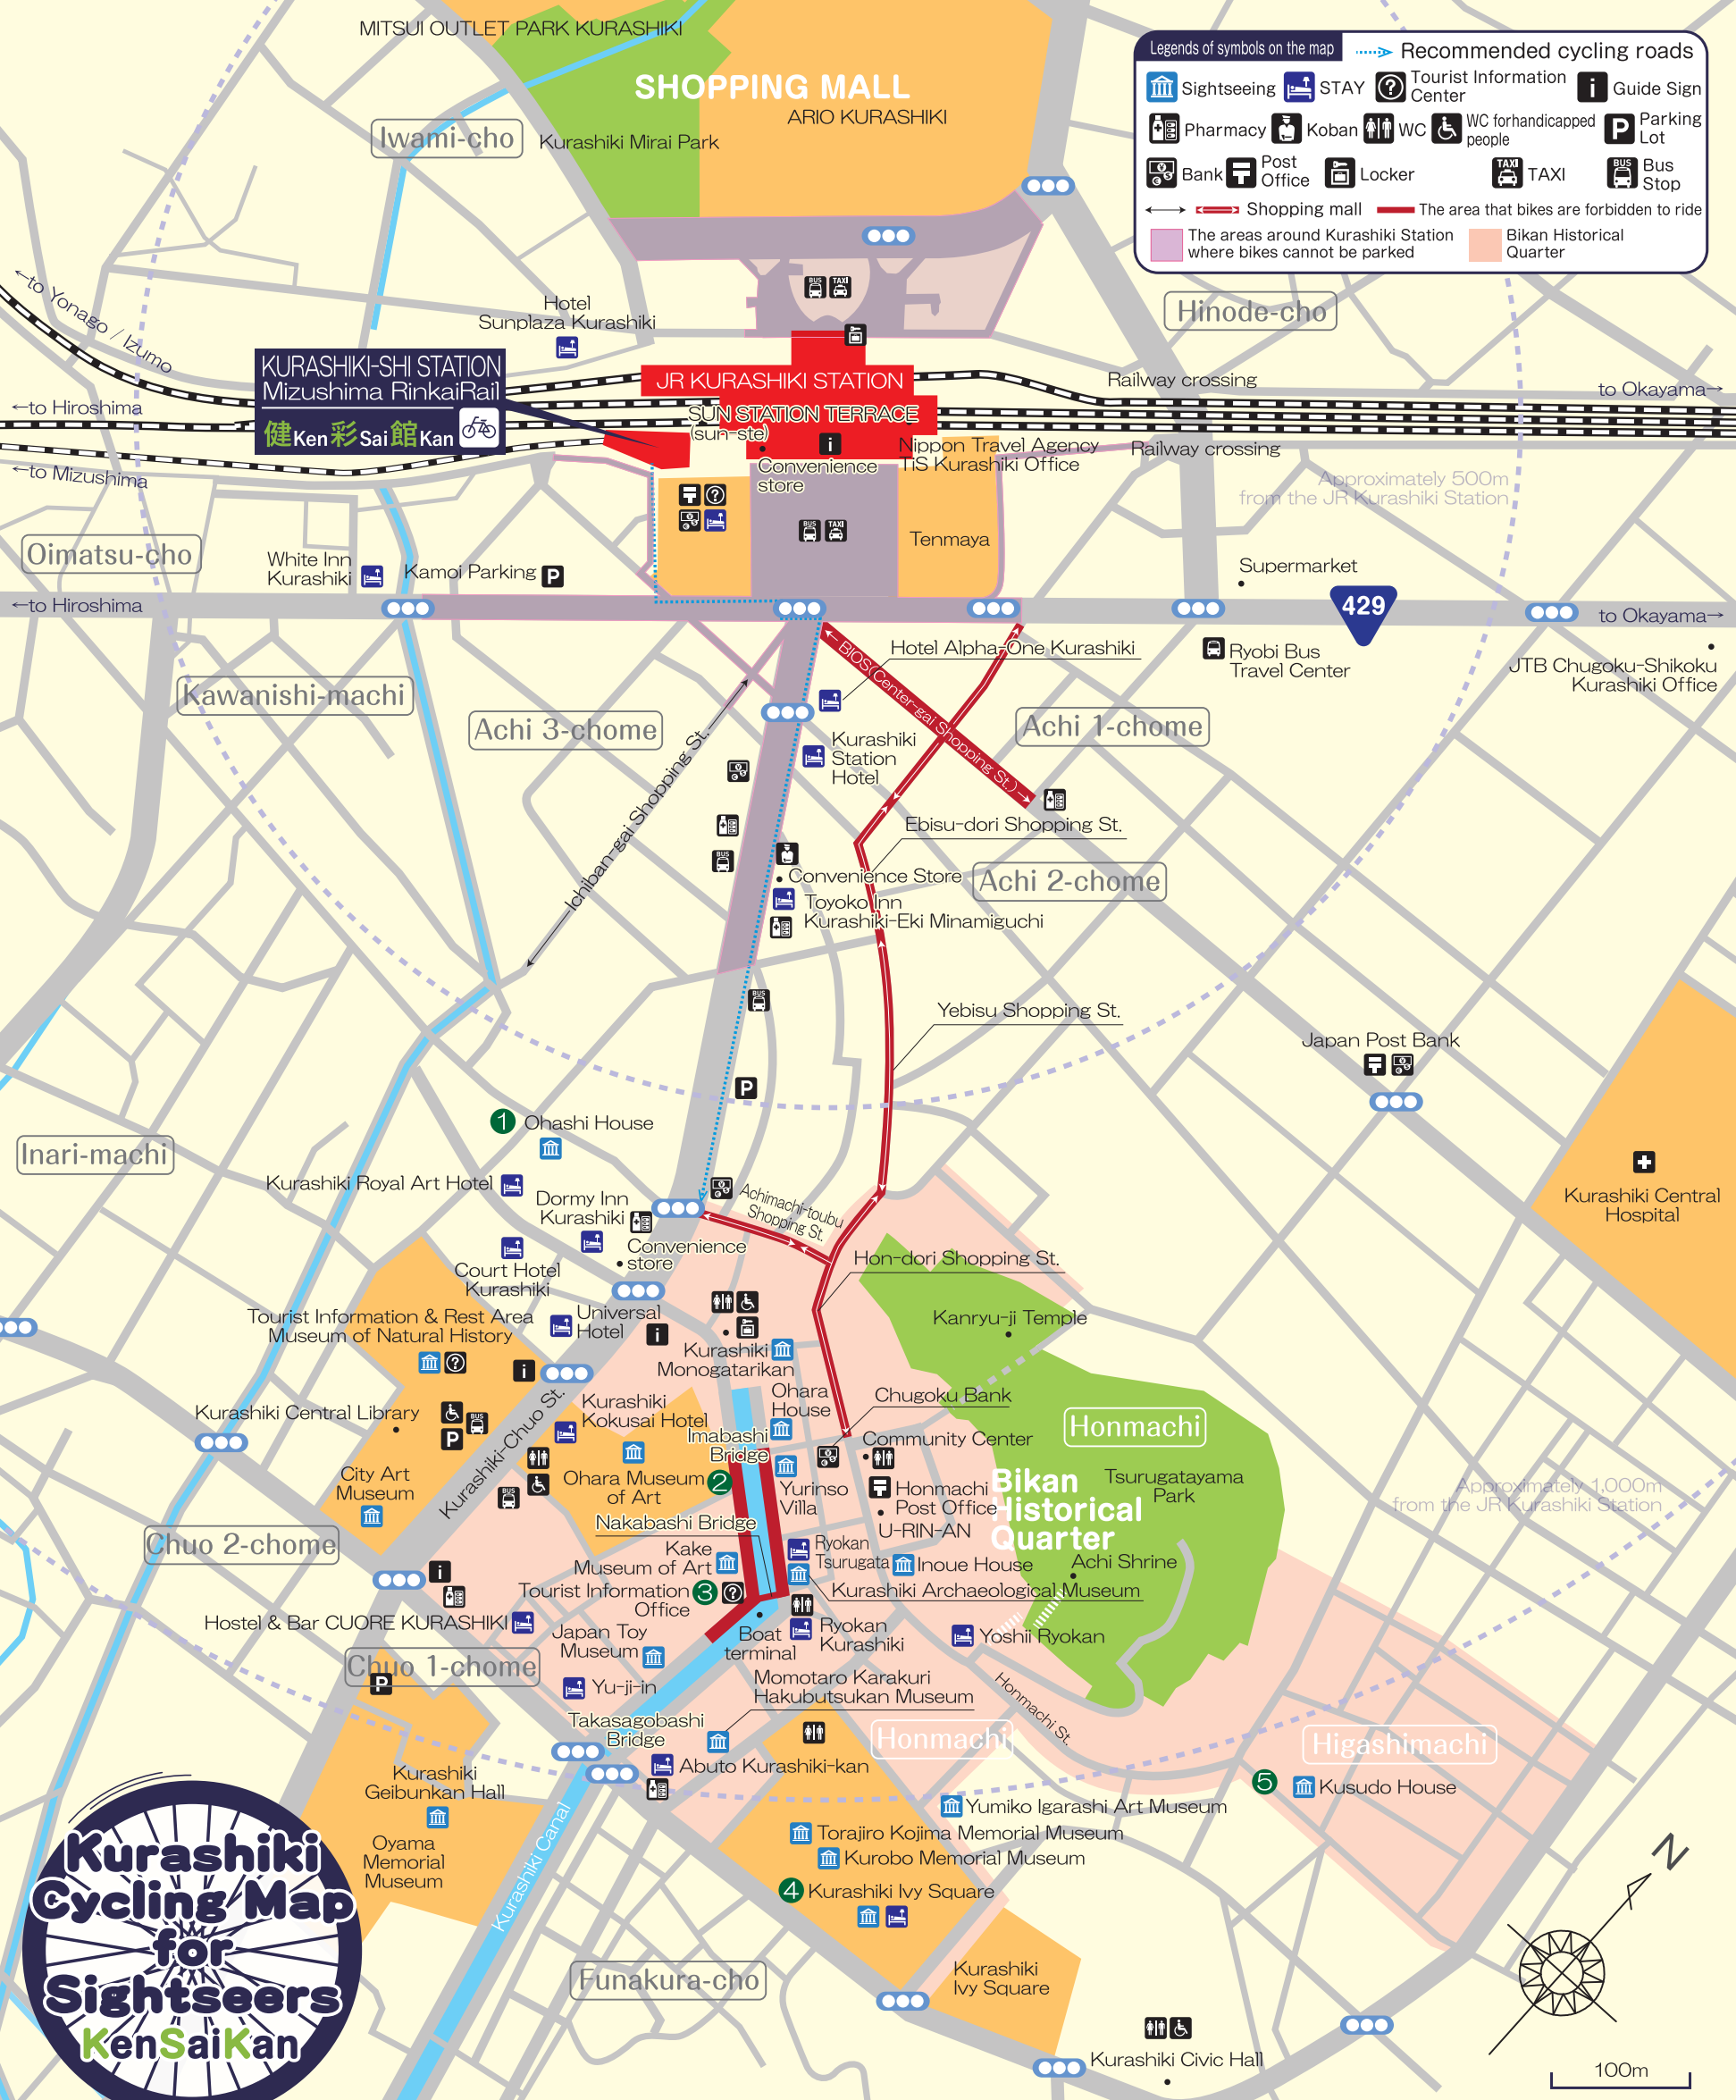 MITSUI OUTLET PARK KURASHIKI
SHOPPING MALL
ARIO KURASHIKI
Kurashiki Mirai Park
Iwami-cho
Legends of symbols on the map
Recommended cycling roads
Sightseeing
STAY
Tourist Information
Center
Guide Sign
Pharmacy
Koban
WC
WC forhandicapped
people
P
Parking
Lot
Bank
Post
Office
Locker
TAXI
TAXI
BUS
Bus
Stop
Shopping mall
The area that bikes are forbidden to ride
The areas around Kurashiki Station
where bikes cannot be parked
Bikan Historical
Quarter
Hinode-cho
←to Yonago / Izumo
Hotel
Sunplaza Kurashiki
BUS TAXI
KURASHIKI-SHI STATION
Mizushima RinkaiRail
健Ken彩Sai館Kan
JR KURASHIKI STATION
SUN STATION TERRACE
(sun-ste)
Convenience
store
Nippon Travel Agency
TiS Kurashiki Office
Railway crossing
Railway crossing
to Okayama→
←to Hiroshima
←to Mizushima
Approximately 500m
from the JR Kurashiki Station
Oimatsu-cho
White Inn
Kurashiki
Kamoi Parking
P
BUS TAXI
Tenmaya
Supermarket
429
←to Hiroshima
to Okayama→
Ryobi Bus
Travel Center
JTB Chugoku-Shikoku
Kurashiki Office
Kawanishi-machi
Achi 3-chome
Ichiban-gai Shopping St.
BIOS(Center-gai Shopping St.)
Hotel Alpha-One Kurashiki
Achi 1-chome
Kurashiki
Station
Hotel
Ebisu-dori Shopping St.
BUS
Convenience Store
Achi 2-chome
Toyoko Inn
Kurashiki-Eki Minamiguchi
BUS
Yebisu Shopping St.
Japan Post Bank
P
Ohashi House
1
Inari-machi
Kurashiki Royal Art Hotel
Dormy Inn
Kurashiki
Achimachi-toubu
Shopping St.
Kurashiki Central
Hospital
Convenience
store
Court Hotel
Kurashiki
Hon-dori Shopping St.
Tourist Information & Rest Area
Museum of Natural History
Universal
Hotel
Kanryu-ji Temple
Kurashiki
Monogatarikan
Kurashiki-Chuo St.
Kurashiki
Kokusai Hotel
Ohara
House
Chugoku Bank
Kurashiki Central Library
BUS
P
Imabashi
Bridge
Community Center
Honmachi
City Art
Museum
Ohara Museum
of Art
2
Yurinso
Villa
Honmachi
Post Office
U-RIN-AN
Bikan
Historical
Quarter
Tsurugatayama
Park
Approximately 1,000m
from the JR Kurashiki Station
BUS
Nakabashi Bridge
Chuo 2-chome
Kake
Museum of Art
Ryokan
Tsurugata
Inoue House
Achi Shrine
Kurashiki Archaeological Museum
Tourist Information
Office
3
Hostel & Bar CUORE KURASHIKI
Japan Toy
Museum
Boat
terminal
Ryokan
Kurashiki
Yoshii Ryokan
Chuo 1-chome
P
Yu-ji-in
Momotaro Karakuri
Hakubutsukan Museum
Honmachi St.
Takasagobashi
Bridge
Honmachi
Higashimachi
Abuto Kurashiki-kan
Kurashiki
Geibunkan Hall
5
Kusudo House
Yumiko Igarashi Art Museum
Torajiro Kojima Memorial Museum
Kurobo Memorial Museum
Oyama
Memorial
Museum
4
Kurashiki Ivy Square
Kurashiki Canal
Kurashiki
Cycling Map
for
Sightseers
KenSaiKan
Funakura-cho
Kurashiki
Ivy Square
N
Kurashiki Civic Hall
100m